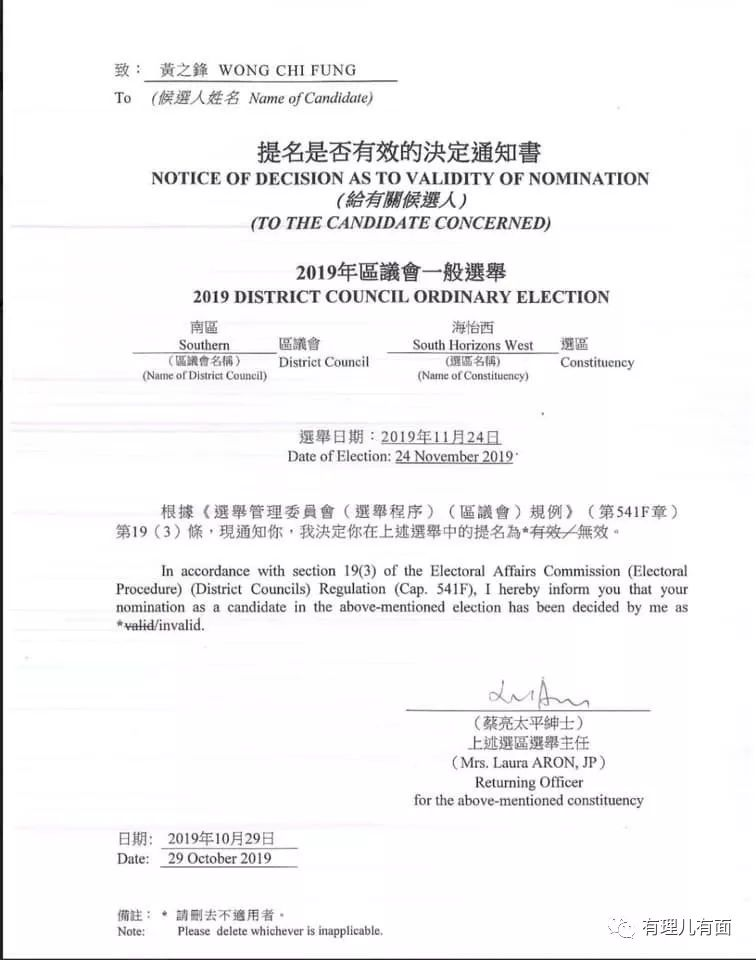 致： 黃之鋒 WONG CHI FUNG
To (候選人姓名 Name of Candidate)
提名是否有效的決定通知書
NOTICE OF DECISION AS TO VALIDITY OF NOMINATION
(給有關候選人)
(TO THE CANDIDATE CONCERNED)
2019年區議會一般選舉
2019 DISTRICT COUNCIL ORDINARY ELECTION
南區 區議會 海怡西 選區
Southern District Council South Horizons West Constituency
(區議會名稱) (選區名稱)
(Name of District Council) (Name of Constituency)
選舉日期：2019年11月24日
Date of Election: 24 November 2019
根據《選舉管理委員會（選舉程序）（區議會）規例》（第541F章）
第19（3）條，現通知你，我決定你在上述選舉中的提名為*有效／無效。
In accordance with section 19(3) of the Electoral Affairs Commission (Electoral
Procedure) (District Councils) Regulation (Cap. 541F), I hereby inform you that your
nomination as a candidate in the above-mentioned election has been decided by me as
*valid/invalid.
（蔡亮太平紳士）
上述選區選舉主任
(Mrs. Laura ARON, JP)
Returning Officer
for the above-mentioned constituency
日期: 2019年10月29日
Date: 29 October 2019
備註： * 請刪去不適用者。
Note: Please delete whichever is inapplicable.
有理儿有面